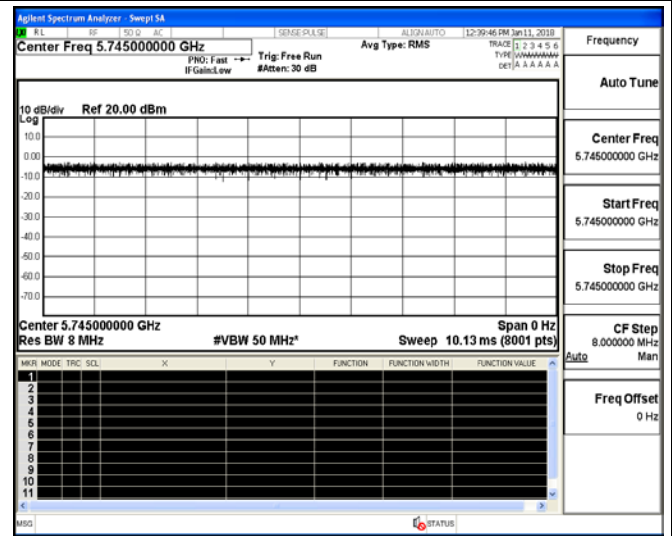 Agilent Spectrum Analyzer - Swept SA
RL RF 50 Ω AC SENSE:PULSE ALIGNAUTO 12:39:46 PM Jan 11, 2018
Center Freq 5.745000000 GHz
PNO: Fast
IFGain:Low
Trig: Free Run
#Atten: 30 dB
Avg Type: RMS
TRACE 1 2 3 4 5 6
TYPE
DET A A A A A A
Frequency
Auto Tune
Center Freq
5.745000000 GHz
Start Freq
5.745000000 GHz
Stop Freq
5.745000000 GHz
CF Step
8.000000 MHz
Auto Man
Freq Offset
0 Hz
10 dB/div Ref 20.00 dBm
Log
10.0
0.00
-10.0
-20.0
-30.0
-40.0
-50.0
-60.0
-70.0
Center 5.745000000 GHz Span 0 Hz
Res BW 8 MHz #VBW 50 MHz* Sweep 10.13 ms (8001 pts)
MKR MODE TRC SCL X Y FUNCTION FUNCTION WIDTH FUNCTION VALUE
1
2
3
4
5
6
7
8
9
10
11
MSG STATUS